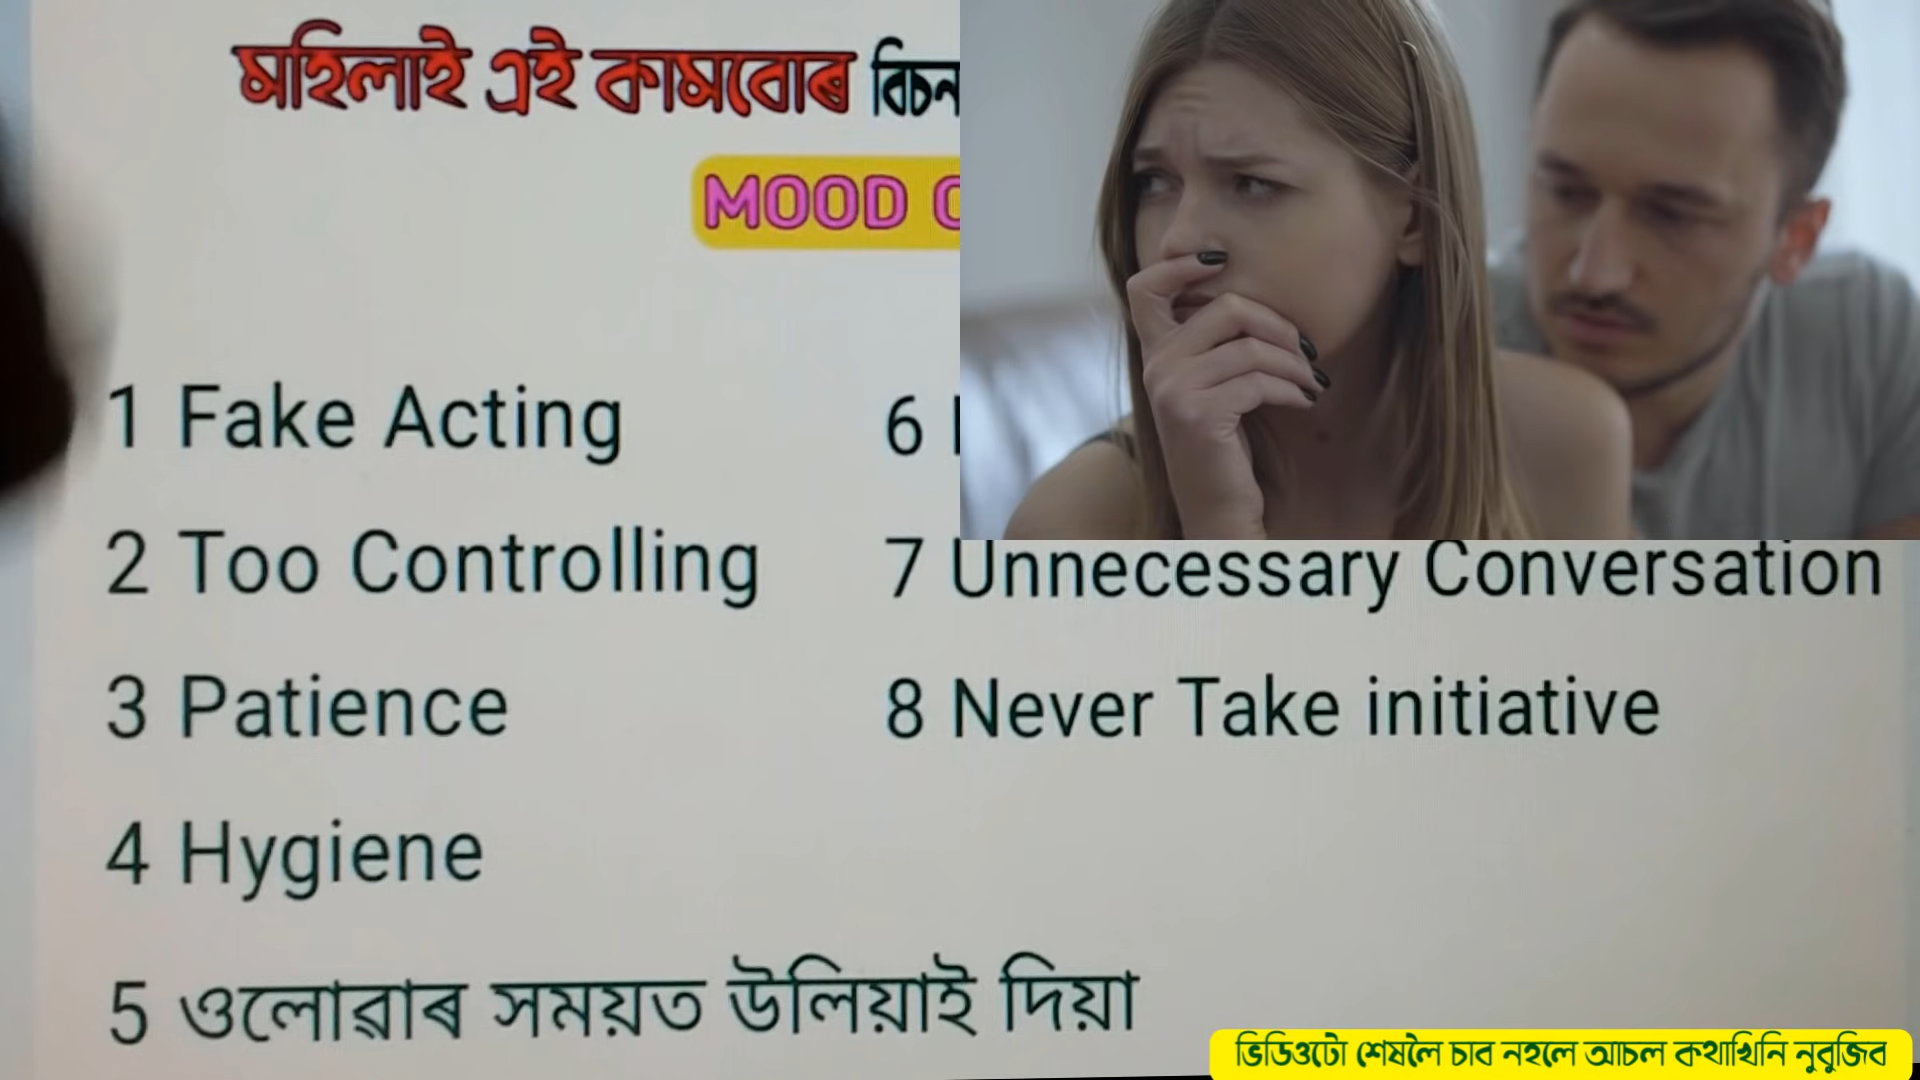 মহিলাই এই কামবোৰ
MOOD
1 Fake Acting
2 Too Controlling
3 Patience
4 Hygiene
5 ওলোৱাৰ সময়ত উলিয়াই দিয়া
6
7 Unnecessary Conversation
8 Never Take initiative
ভিডিওটো শেষলৈ চাব নহলে আচল কথাখিনি নুবুজিব